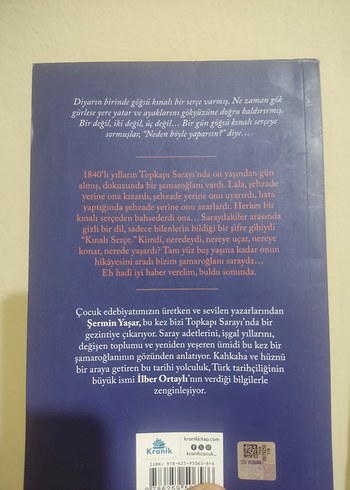 Diyarın birinde göğsü kınalı bir serçe varmış. Ne zaman gök
gürlese yere yatar ve ayaklarını gökyüzüne doğru kaldırırmış.
Bir değil, iki değil, üç değil... Bir gün göğsü kınalı serçeye
sormuşlar, “Neden böyle yaparsın?” diye...
1840’lı yılların Topkapı Sarayı’nda on yaşından gün
almış, dokuzunda bir şamaroğlanı vardı. Lala, şehzade
yerine ona kızardı, şehzade yerine onu uyarırdı, hata
yaptığında şehzade yerine onu azarlardı. Herkes bir
kınalı serçeden bahsederdi ona... Saraydakiler arasında
gizli bir dil, sadece bilenlerin bildiği bir şifre gibiydi
“Kınalı Serçe.” Kimdi, neredeydi, nereye uçar, nereye
konar, nerede yaşardı? Tam yüz beş yaşına kadar onun
hikâyesini aradı bizim şamaroğlanı sarayda...
Eh hadi iyi haber verelim, buldu sonunda.
Çocuk edebiyatımızın üretken ve sevilen yazarlarından
Şermin Yaşar, bu kez bizi Topkapı Sarayı’nda bir
gezintiye çıkarıyor. Saray adetlerini, işgal yıllarını,
değişen toplumu ve yeniden yeşeren ümidi bu kez bir
şamaroğlanının gözünden anlatıyor. Kahkaha ve hüznü
bir araya getiren bu tarihi yolculuk, Türk tarihçiliğinin
büyük ismi İlber Ortaylı’nın verdiği bilgilerle
zenginleşiyor.
Kronik
kronikkitap.com
kronikcocuk